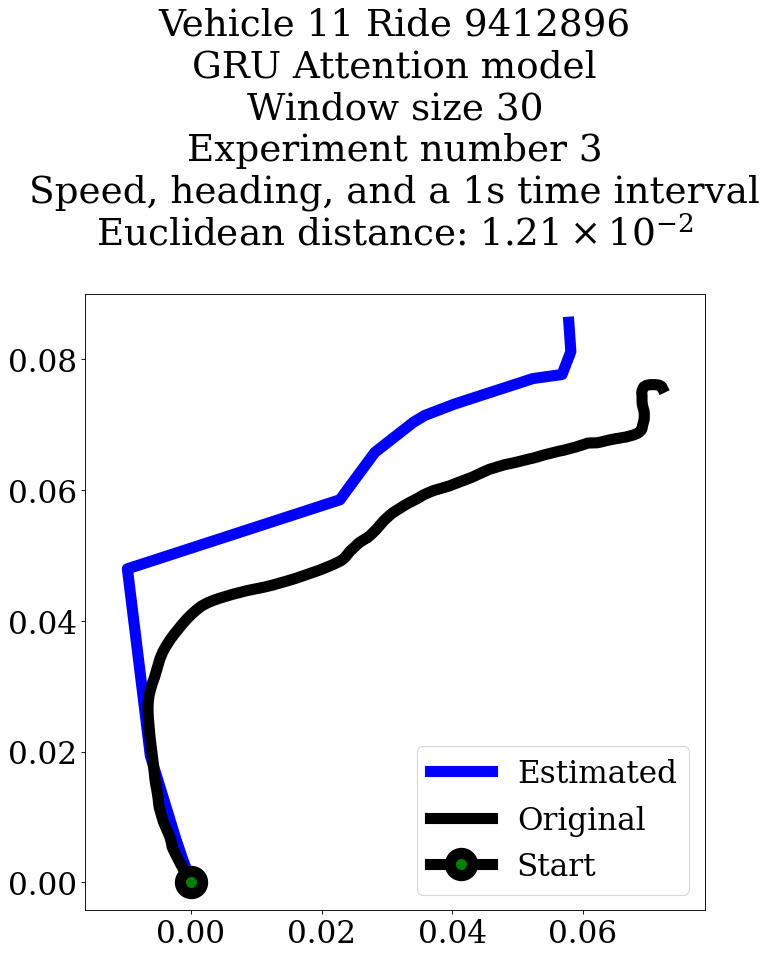 Vehicle 11 Ride 9412896
GRU Attention model
Window size 30
Experiment number 3
Speed, heading, and a 1s time interval
Euclidean distance: 1.21 × 10⁻²
0.08
0.06
0.04
0.02
0.00
Estimated
Original
Start
0.00 0.02 0.04 0.06